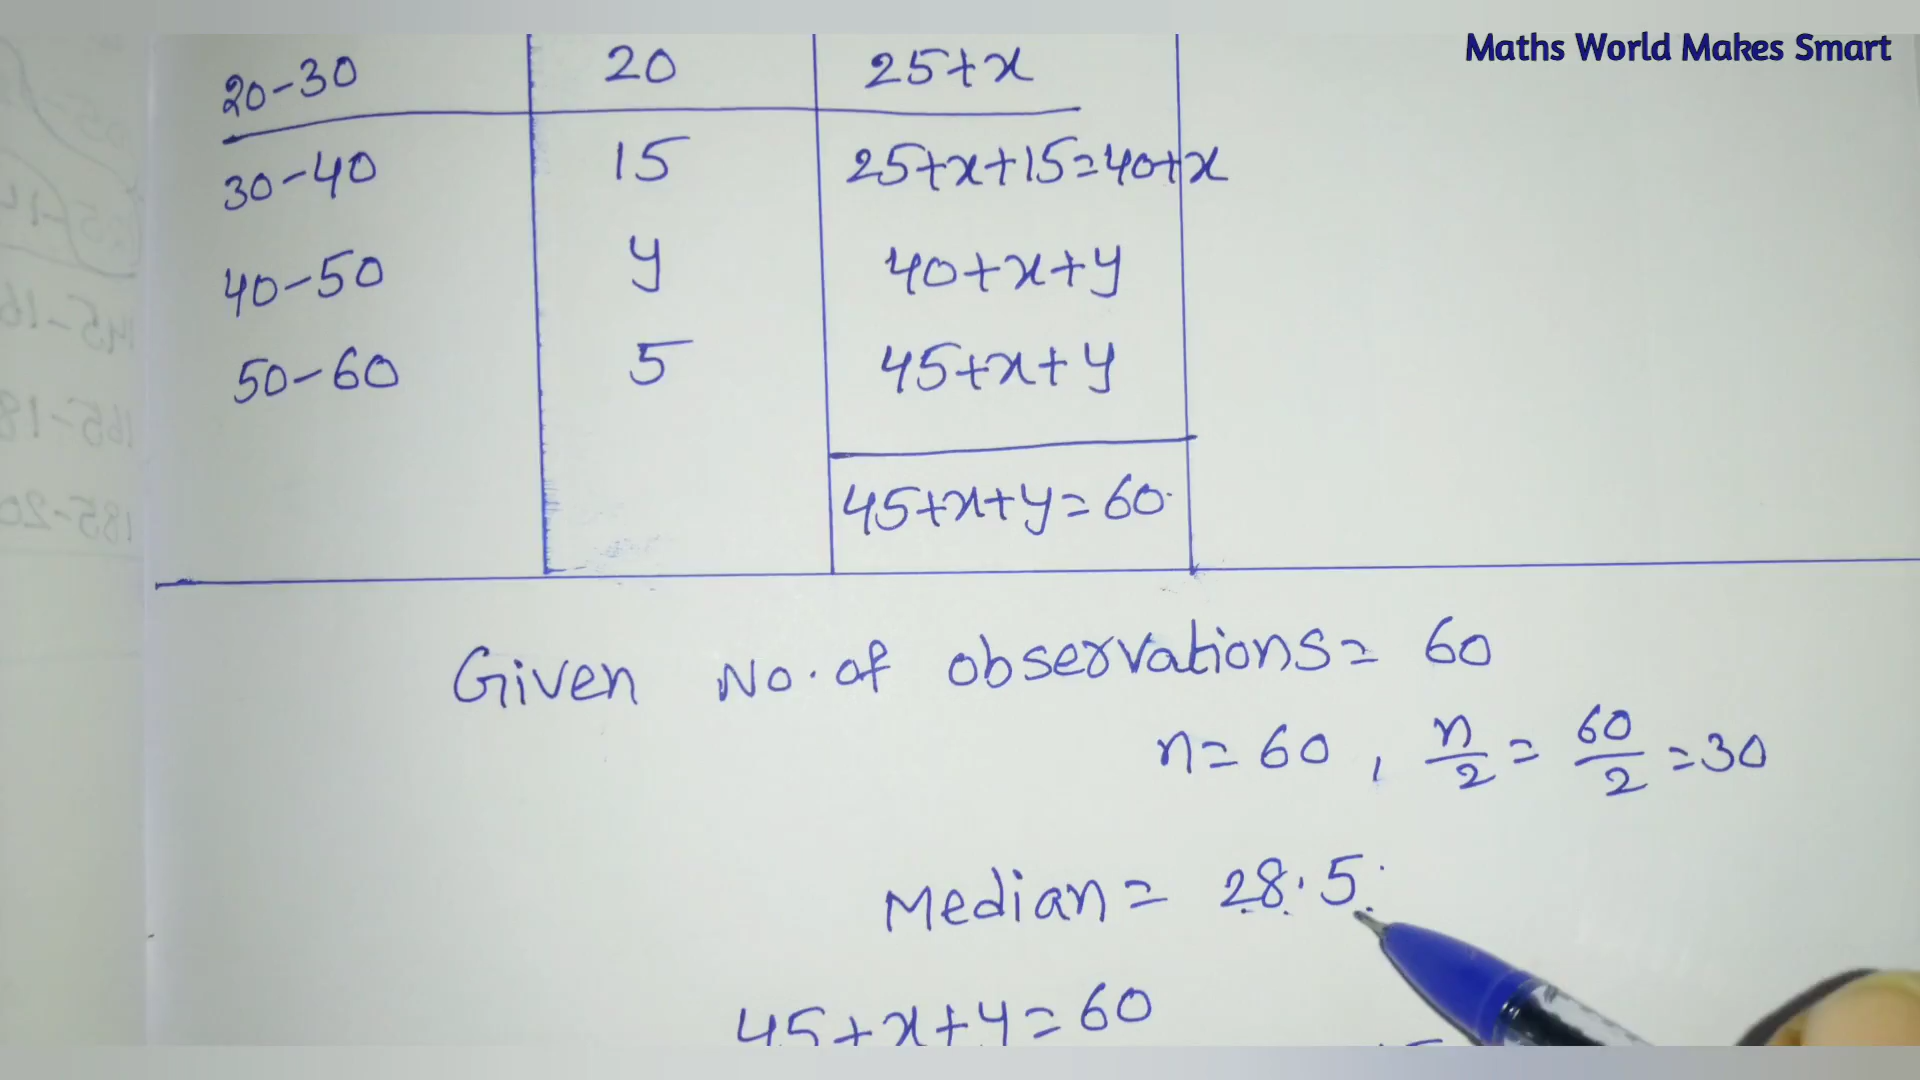 Maths World Makes Smart
20-30 20 25+x
30-40 15 25+x+15=40+x
40-50 y 40+x+y
50-60 5 45+x+y
45+x+y=60
Given No. of observations = 60
n=60, n/2 = 60/2 = 30
Median = 28.5
45+x+y=60